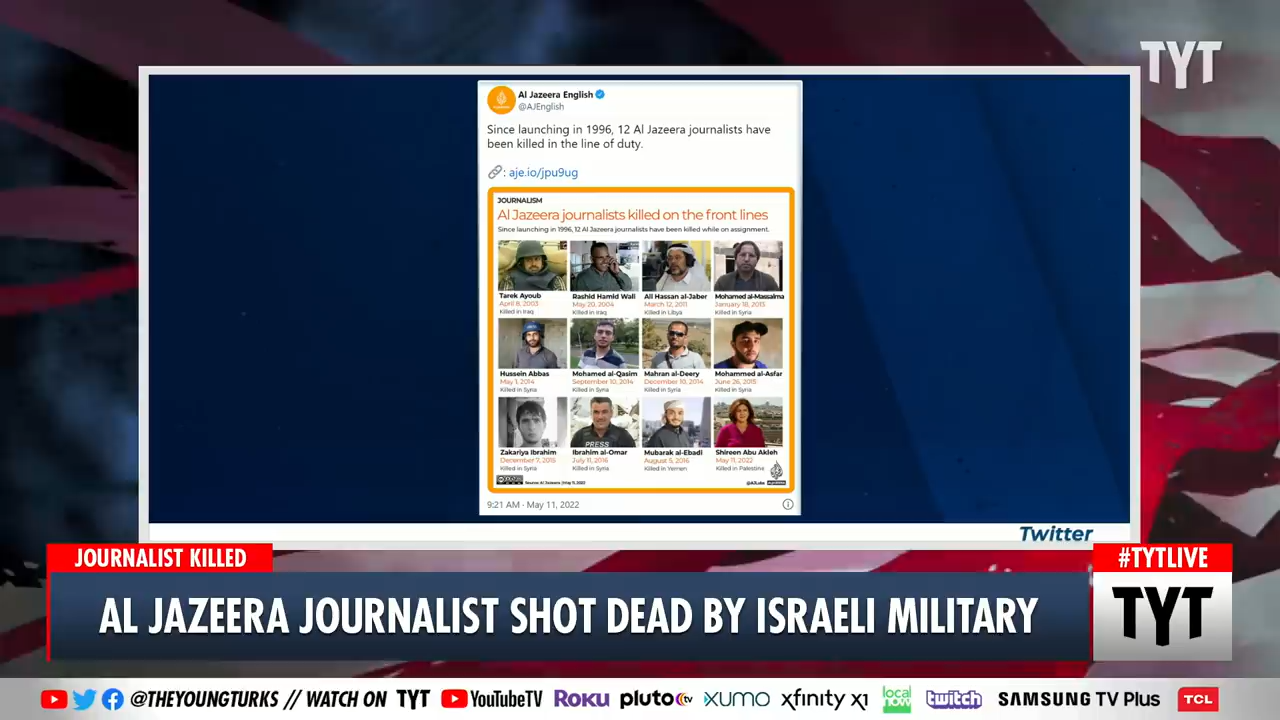 TYT
Al Jazeera English
@AJEnglish
Since launching in 1996, 12 Al Jazeera journalists have
been killed in the line of duty.
: aje.io/jpu9ug
JOURNALISM
Al Jazeera journalists killed on the front lines
Since launching in 1996, 12 Al Jazeera journalists have been killed while on assignment.
Tarek Ayoub Rashid Hamid Wali Ali Hassan al-Jaber Mohamed al-Massalma
April 8, 2003 May 20, 2004 March 12, 2011 January 18, 2013
Killed in Iraq Killed in Iraq Killed in Libya Killed in Syria
Hussein Abbas Mohamed al-Qasim Mahran al-Deery Mohammed al-Asfar
May 1, 2014 September 10, 2014 December 10, 2014 June 26, 2015
Killed in Syria Killed in Syria Killed in Syria Killed in Syria
PRESS
Zakariya Ibrahim Ibrahim al-Omar Mubarak al-Ebadi Shireen Abu Akleh
December 7, 2015 July 11, 2016 August 5, 2016 May 11, 2022
Killed in Syria Killed in Syria Killed in Yemen Killed in Palestine
Source: Al Jazeera | May 11, 2022 @AJLabs
9:21 AM · May 11, 2022
Twitter
JOURNALIST KILLED
#TYTLIVE
AL JAZEERA JOURNALIST SHOT DEAD BY ISRAELI MILITARY
TYT
@THEYOUNGTURKS // WATCH ON TYT YouTubeTV ROKU pluto tv XUMO xfinity x1 local now twitch SAMSUNG TV Plus TCL